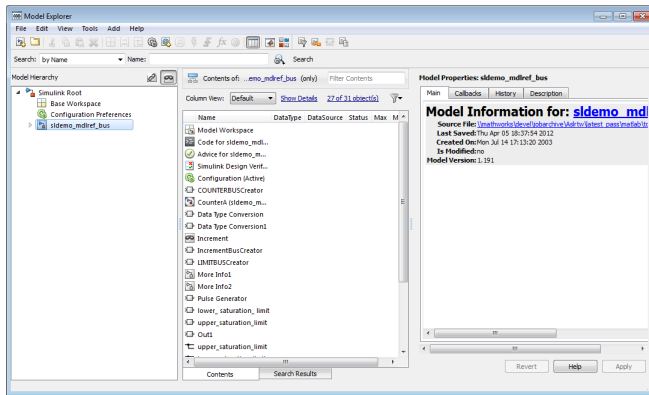 Model Explorer
File Edit View Tools Add Help
Search: by Name Name: Search
Model Hierarchy
Simulink Root
Base Workspace
Configuration Preferences
sldemo_mdlref_bus
Contents of: ...emo_mdlref_bus (only) Filter Contents
Column View: Default Show Details 27 of 31 object(s)
Name DataType DataSource Status Max M
Model Workspace
Code for sldemo_mdl...
Advice for sldemo_m...
Simulink Design Verif...
Configuration (Active)
COUNTERBUSCreator
CounterA (sldemo_m...
Data Type Conversion
Data Type Conversion1
Increment
IncrementBusCreator
LIMITBUSCreator
More Info1
More Info2
Pulse Generator
lower_ saturation_ limit
upper_saturation_limit
Out1
upper_saturation_limit
Contents Search Results
Model Properties: sldemo_mdlref_bus
Main Callbacks History Description
Model Information for: sldemo_mdl
Source File:
Last Saved:Thu Apr 05 18:37:54 2012
Created On:Mon Jul 14 17:13:20 2003
Is Modified:no
Model Version:1.191
Revert Help Apply